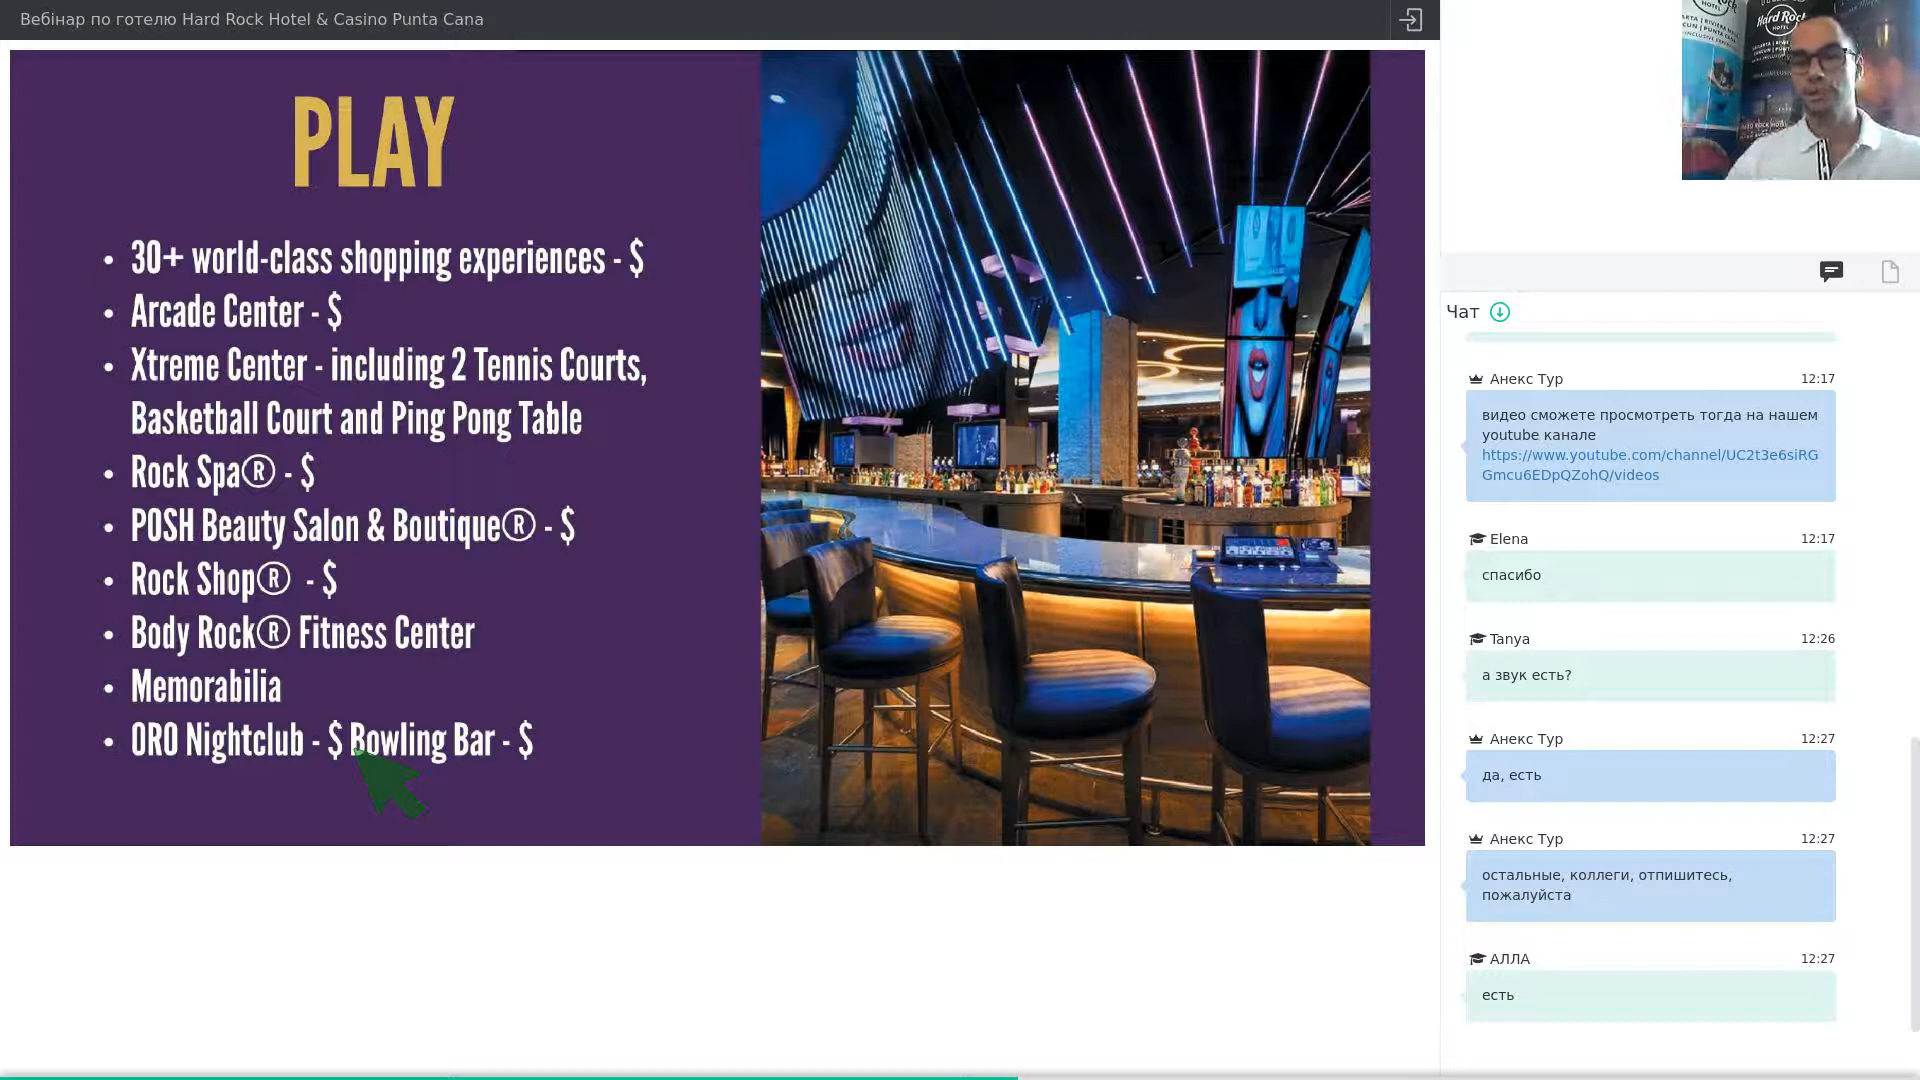 Вебінар по готелю Hard Rock Hotel & Casino Punta Cana
PLAY
• 30+ world-class shopping experiences - $
• Arcade Center - $
• Xtreme Center - including 2 Tennis Courts,
Basketball Court and Ping Pong Table
• Rock Spa® - $
• POSH Beauty Salon & Boutique® - $
• Rock Shop® - $
• Body Rock® Fitness Center
• Memorabilia
• ORO Nightclub - $ Bowling Bar - $
Hard Rock
HOTEL
Чат
Анекс Тур 12:17
видео сможете просмотреть тогда на нашем
youtube канале
https://www.youtube.com/channel/UC2t3e6siRG
Gmcu6EDpQZohQ/videos
Elena 12:17
спасибо
Tanya 12:26
а звук есть?
Анекс Тур 12:27
да, есть
Анекс Тур 12:27
остальные, коллеги, отпишитесь,
пожалуйста
АЛЛА 12:27
есть